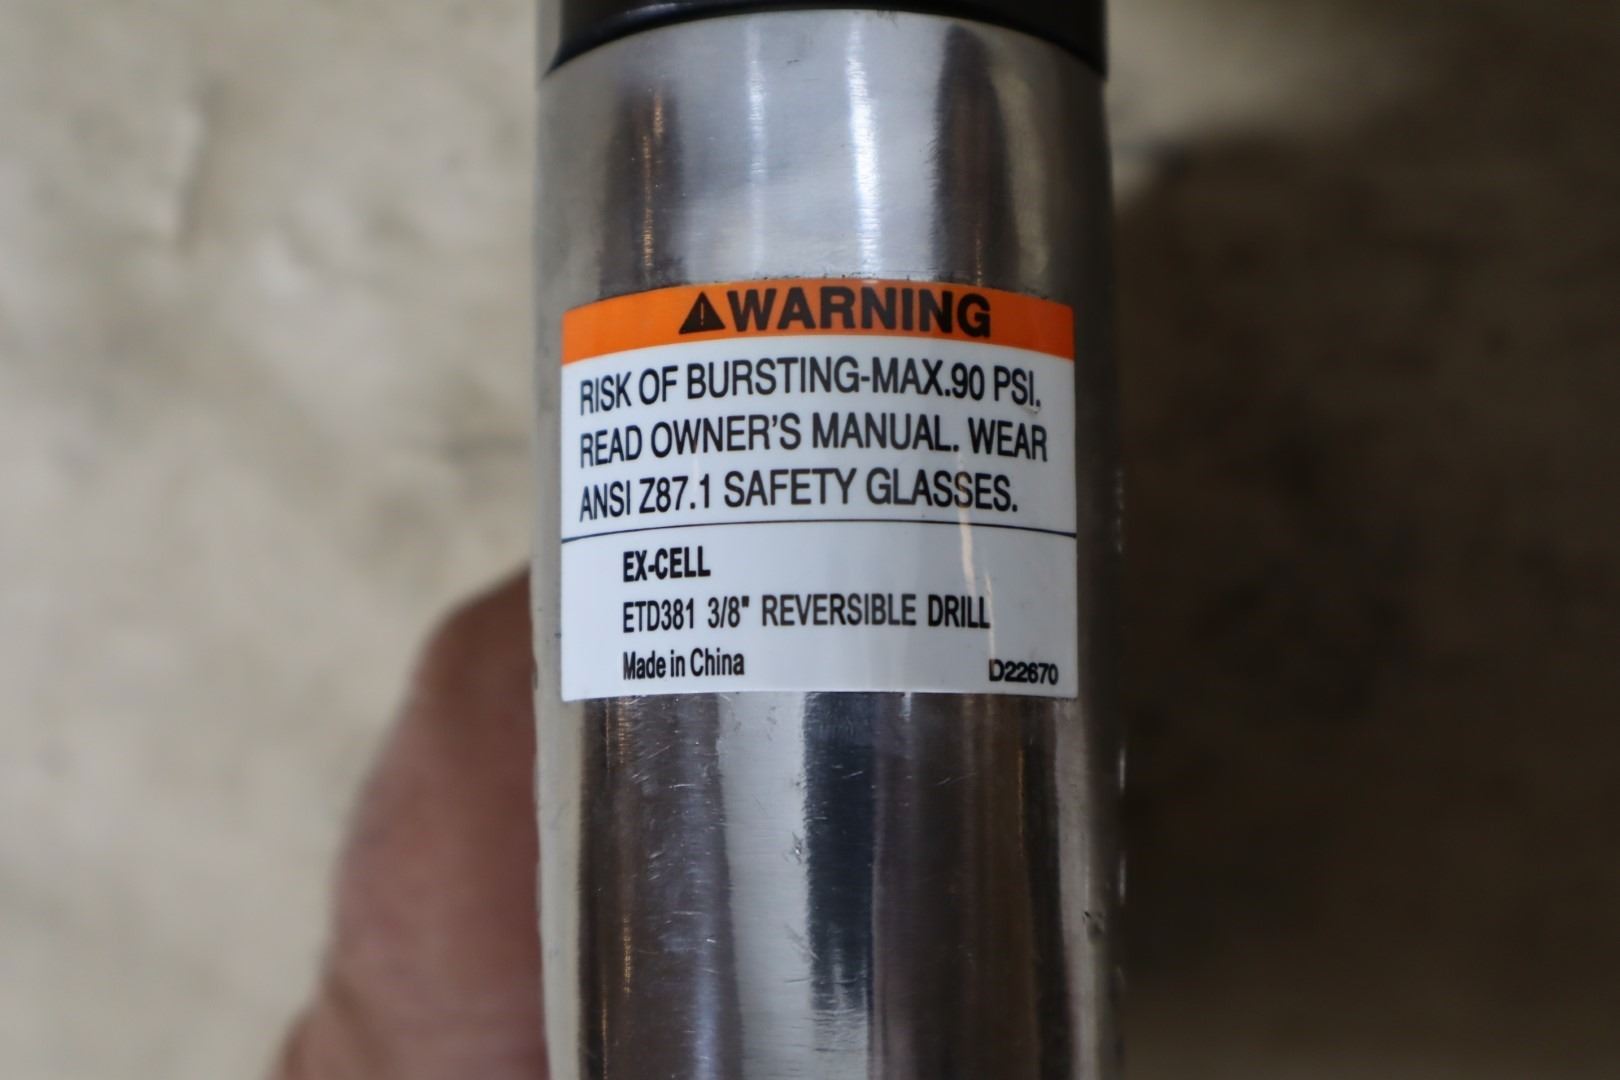 ⚠WARNING
RISK OF BURSTING-MAX.90 PSI.
READ OWNER'S MANUAL. WEAR
ANSI Z87.1 SAFETY GLASSES.
EX-CELL
ETD381 3/8" REVERSIBLE DRILL
Made in China D22670